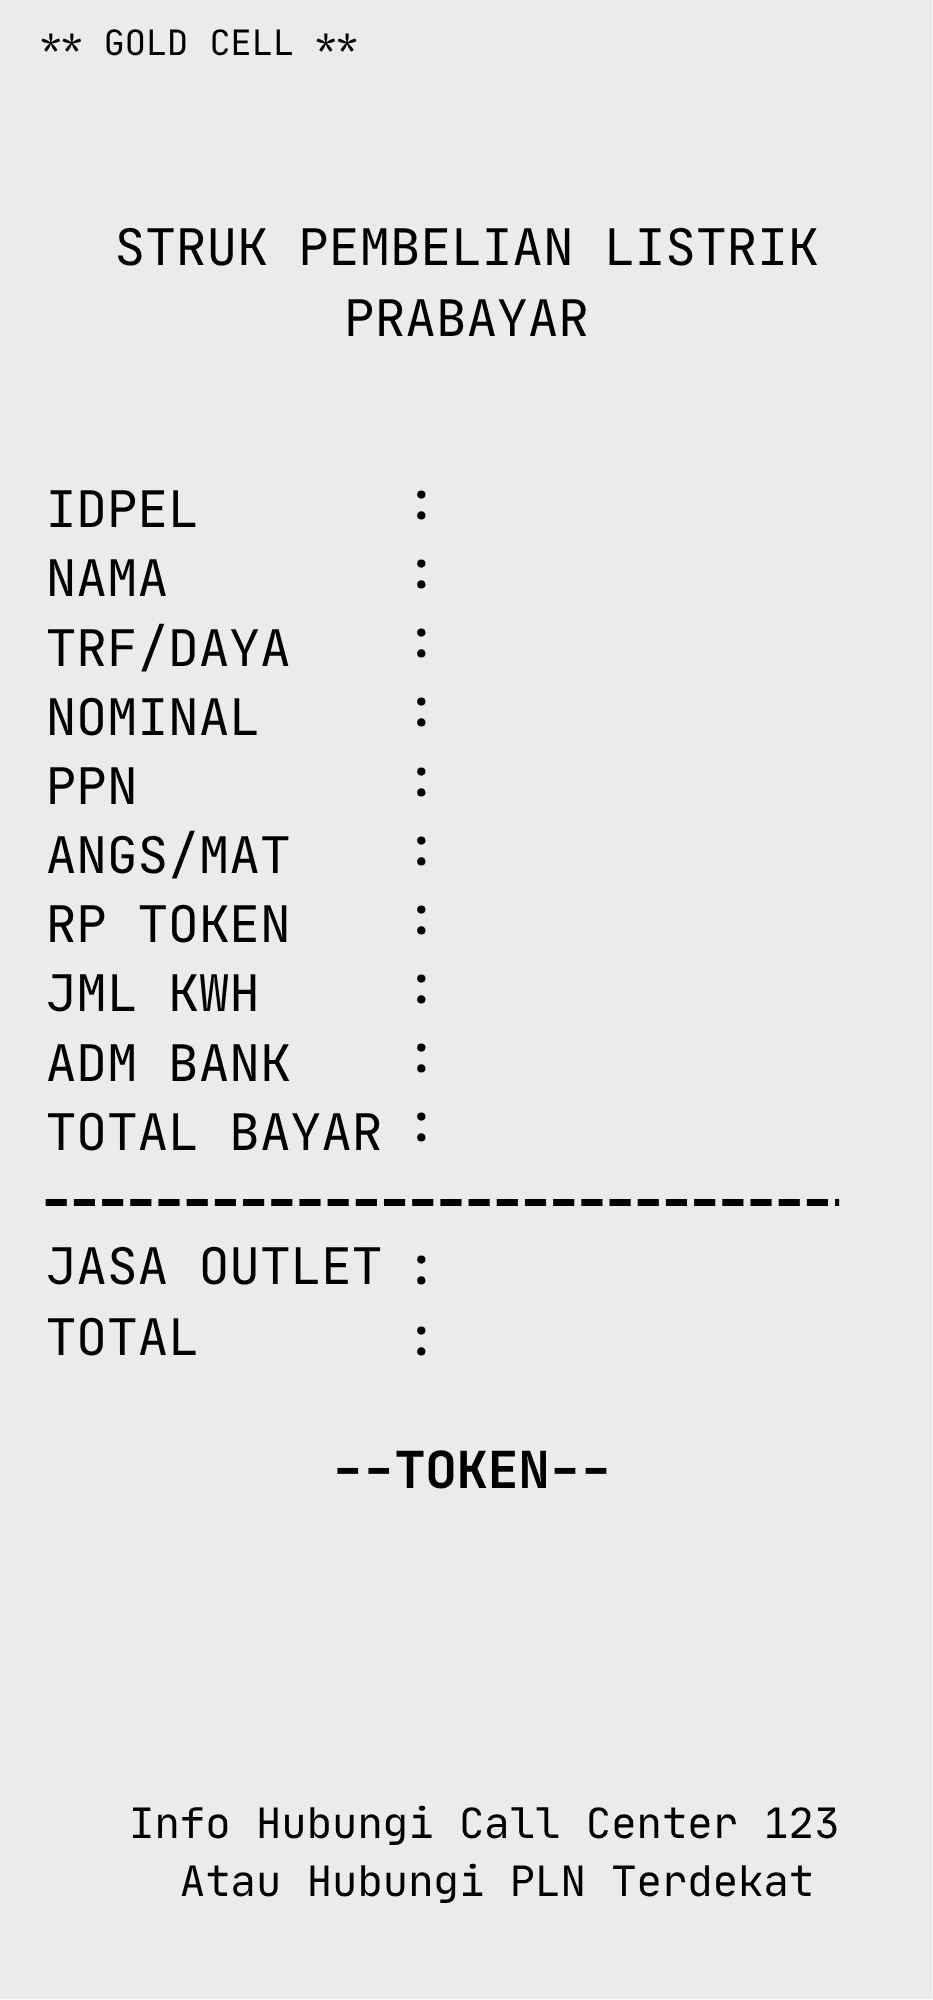 ** GOLD CELL **
STRUK PEMBELIAN LISTRIK
PRABAYAR
IDPEL :
NAMA :
TRF/DAYA :
NOMINAL :
PPN :
ANGS/MAT :
RP TOKEN :
JML KWH :
ADM BANK :
TOTAL BAYAR :
JASA OUTLET :
TOTAL :
--TOKEN--
Info Hubungi Call Center 123
Atau Hubungi PLN Terdekat